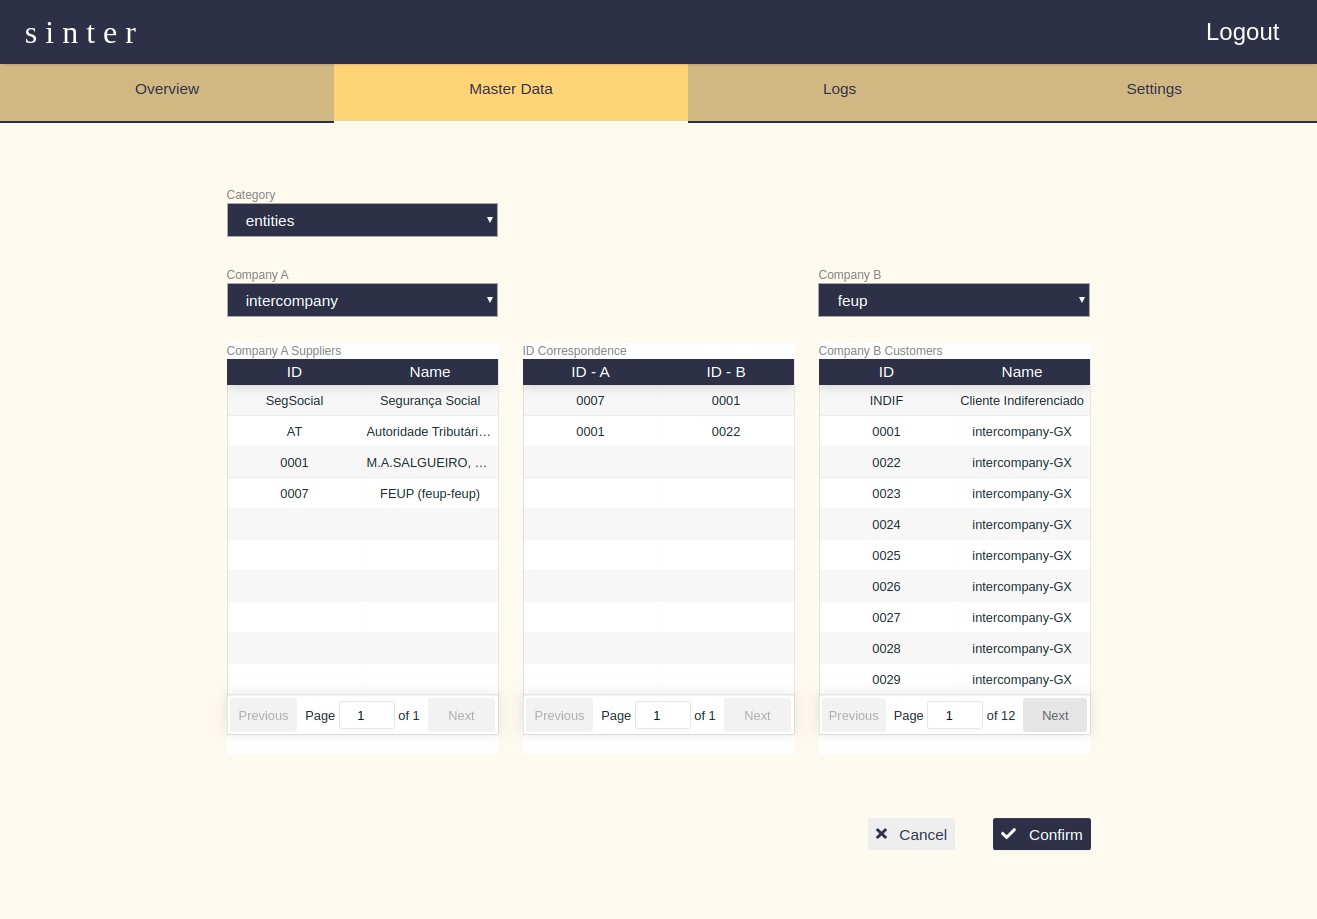 sinter
Logout
Overview Master Data Logs Settings
Category
entities
Company A
intercompany
Company B
feup
Company A Suppliers
ID Name
SegSocial Segurança Social
AT Autoridade Tributári…
0001 M.A.SALGUEIRO, …
0007 FEUP (feup-feup)
Previous Page 1 of 1 Next
ID Correspondence
ID - A ID - B
0007 0001
0001 0022
Previous Page 1 of 1 Next
Company B Customers
ID Name
INDIF Cliente Indiferenciado
0001 intercompany-GX
0022 intercompany-GX
0023 intercompany-GX
0024 intercompany-GX
0025 intercompany-GX
0026 intercompany-GX
0027 intercompany-GX
0028 intercompany-GX
0029 intercompany-GX
Previous Page 1 of 12 Next
Cancel Confirm